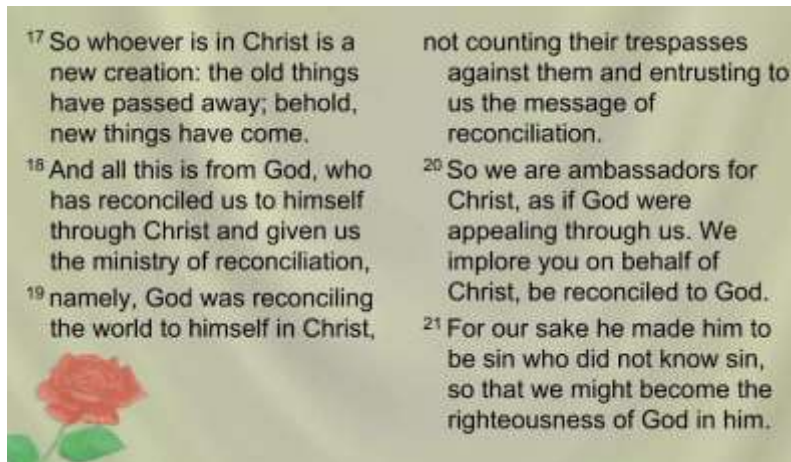 17 So whoever is in Christ is a
new creation: the old things
have passed away; behold,
new things have come.
18 And all this is from God, who
has reconciled us to himself
through Christ and given us
the ministry of reconciliation,
19 namely, God was reconciling
the world to himself in Christ,
not counting their trespasses
against them and entrusting to
us the message of
reconciliation.
20 So we are ambassadors for
Christ, as if God were
appealing through us. We
implore you on behalf of
Christ, be reconciled to God.
21 For our sake he made him to
be sin who did not know sin,
so that we might become the
righteousness of God in him.